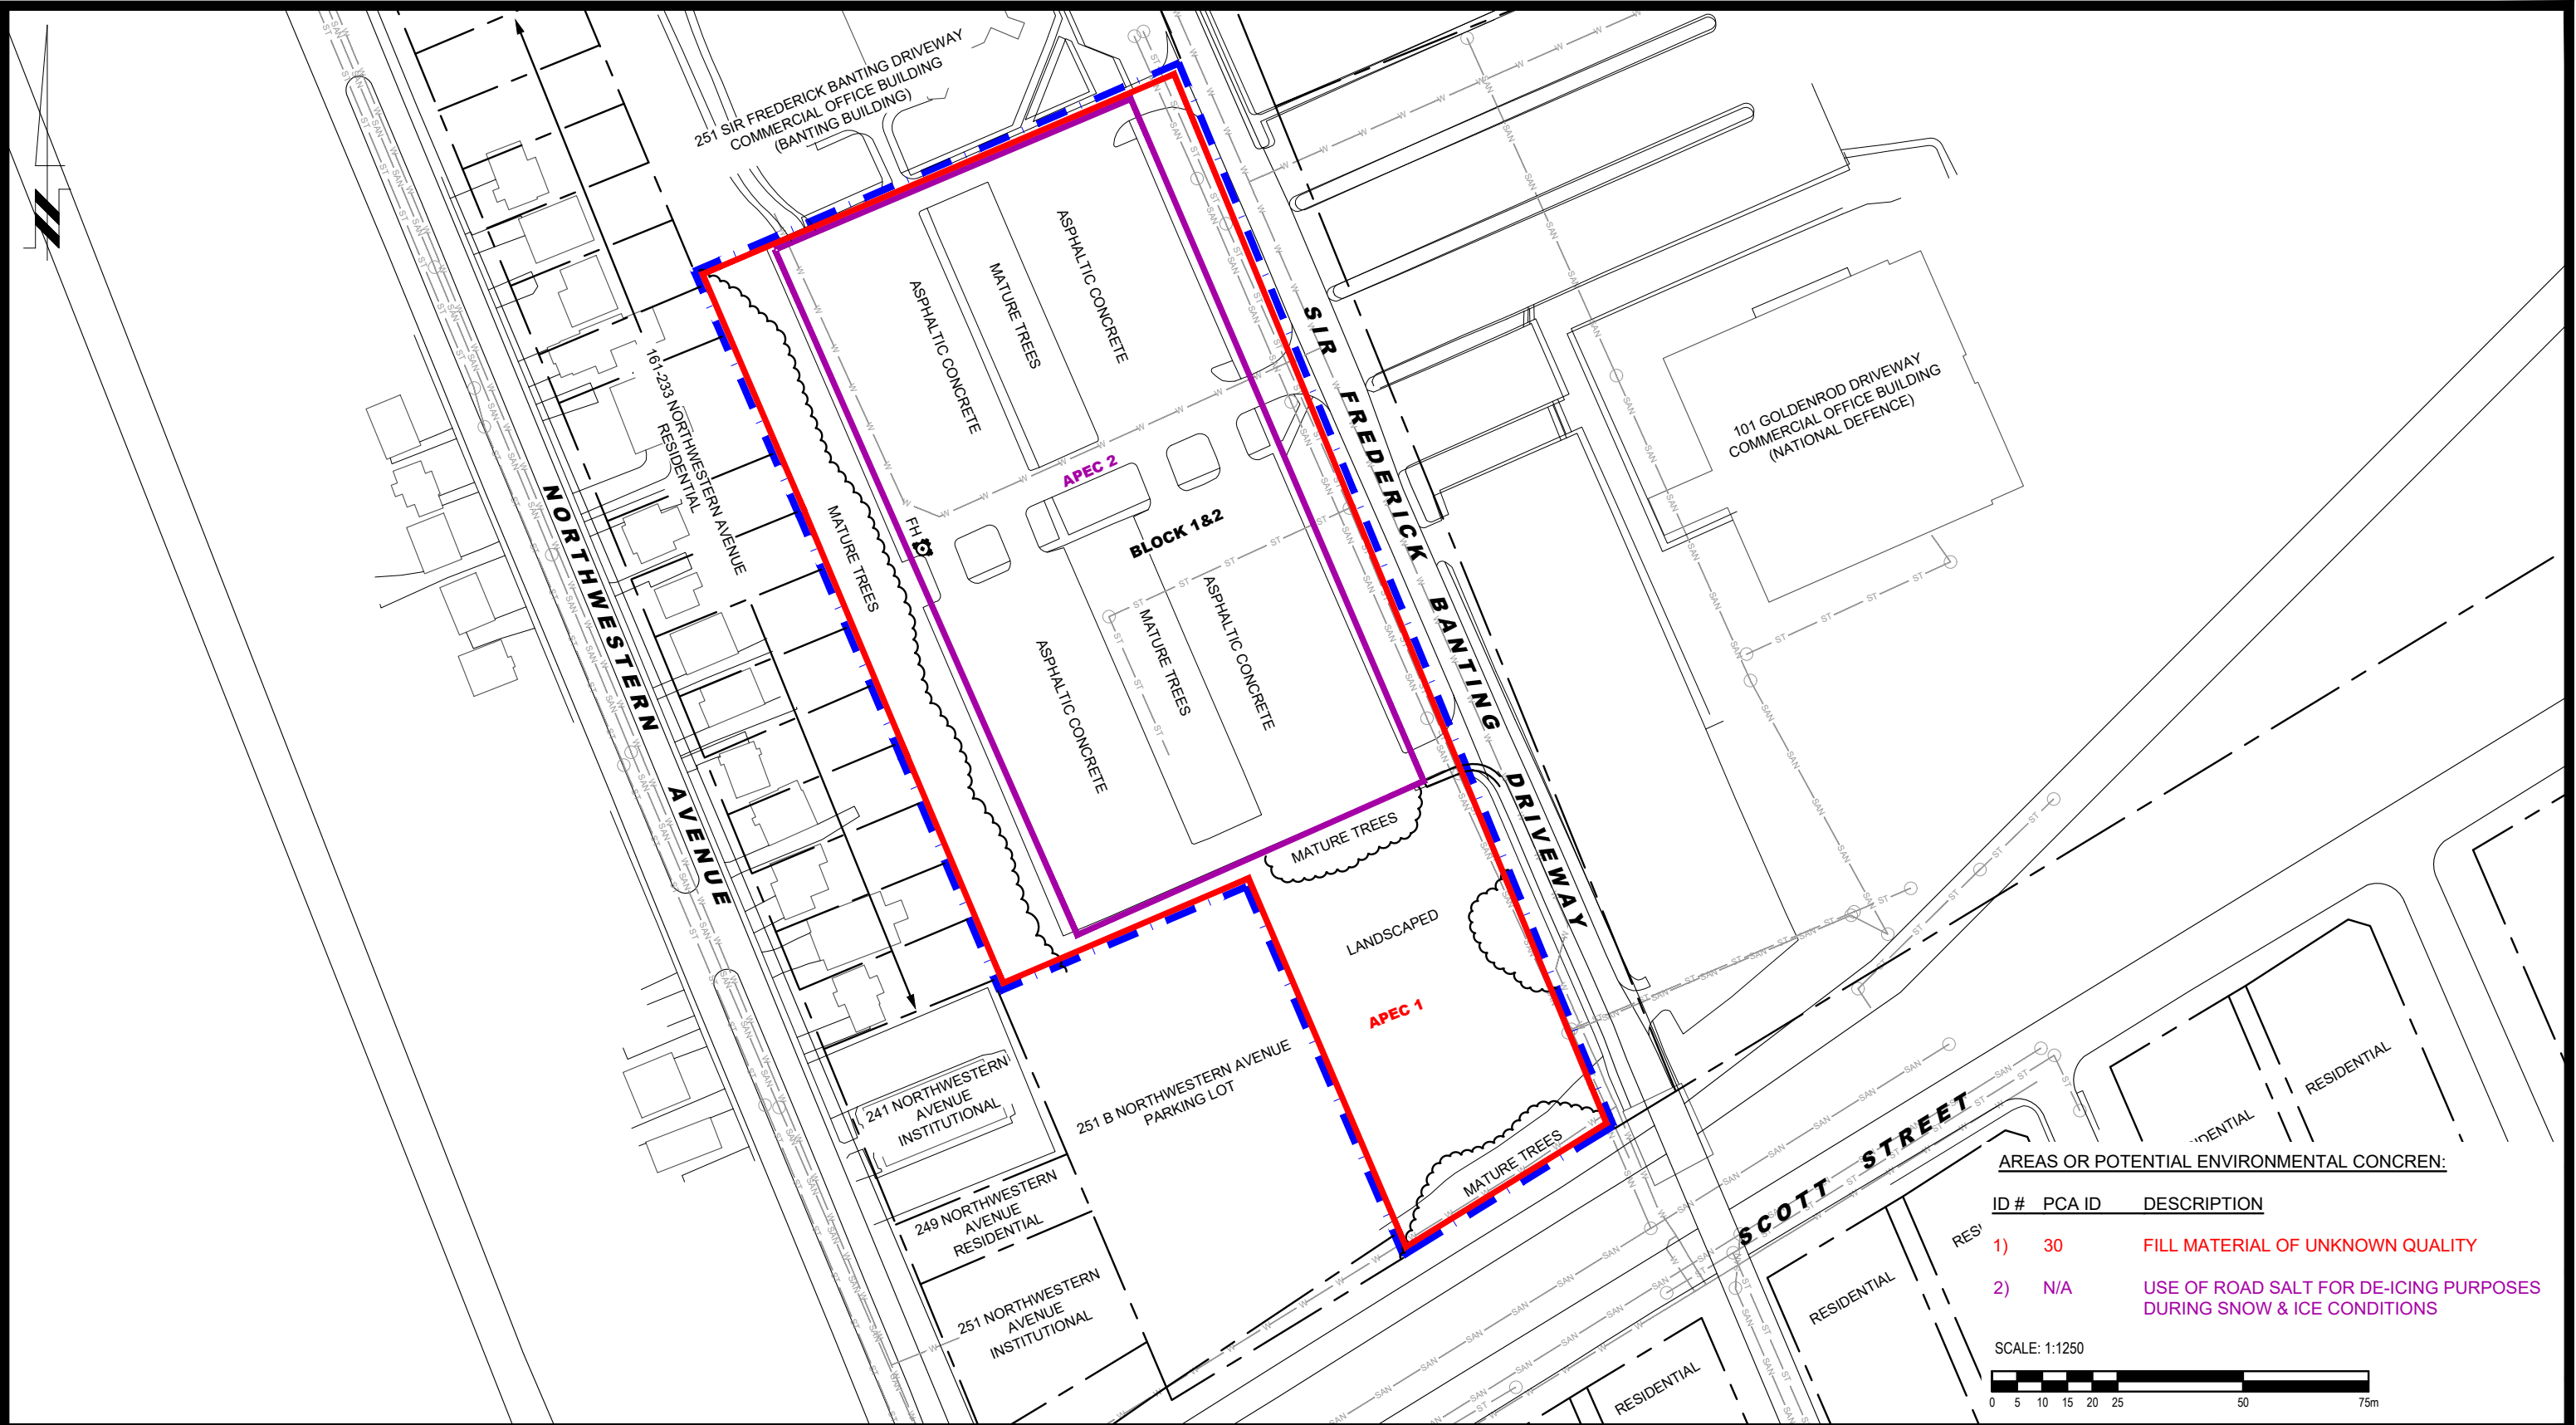 251 SIR FREDERICK BANTING DRIVEWAY
COMMERCIAL OFFICE BUILDING
(BANTING BUILDING)
161-233 NORTHWESTERN AVENUE
RESIDENTIAL
NORTHWESTERN AVENUE
ASPHALTIC CONCRETE
MATURE TREES
ASPHALTIC CONCRETE
SIR FREDERICK BANTING DRIVEWAY
101 GOLDENROD DRIVEWAY
COMMERCIAL OFFICE BUILDING
(NATIONAL DEFENCE)
APEC 2
BLOCK 1&2
FH
MATURE TREES
ASPHALTIC CONCRETE
MATURE TREES
ASPHALTIC CONCRETE
MATURE TREES
LANDSCAPED
APEC 1
MATURE TREES
251 B NORTHWESTERN AVENUE
PARKING LOT
241 NORTHWESTERN
AVENUE
INSTITUTIONAL
249 NORTHWESTERN
AVENUE
RESIDENTIAL
251 NORTHWESTERN
AVENUE
INSTITUTIONAL
SCOTT STREET
RESIDENTIAL
RESIDENTIAL
RESIDENTIAL
IDENTIAL
RES
AREAS OR POTENTIAL ENVIRONMENTAL CONCREN:
ID # PCA ID DESCRIPTION
1) 30 FILL MATERIAL OF UNKNOWN QUALITY
2) N/A USE OF ROAD SALT FOR DE-ICING PURPOSES
DURING SNOW & ICE CONDITIONS
SCALE: 1:1250
0 5 10 15 20 25 50 75m